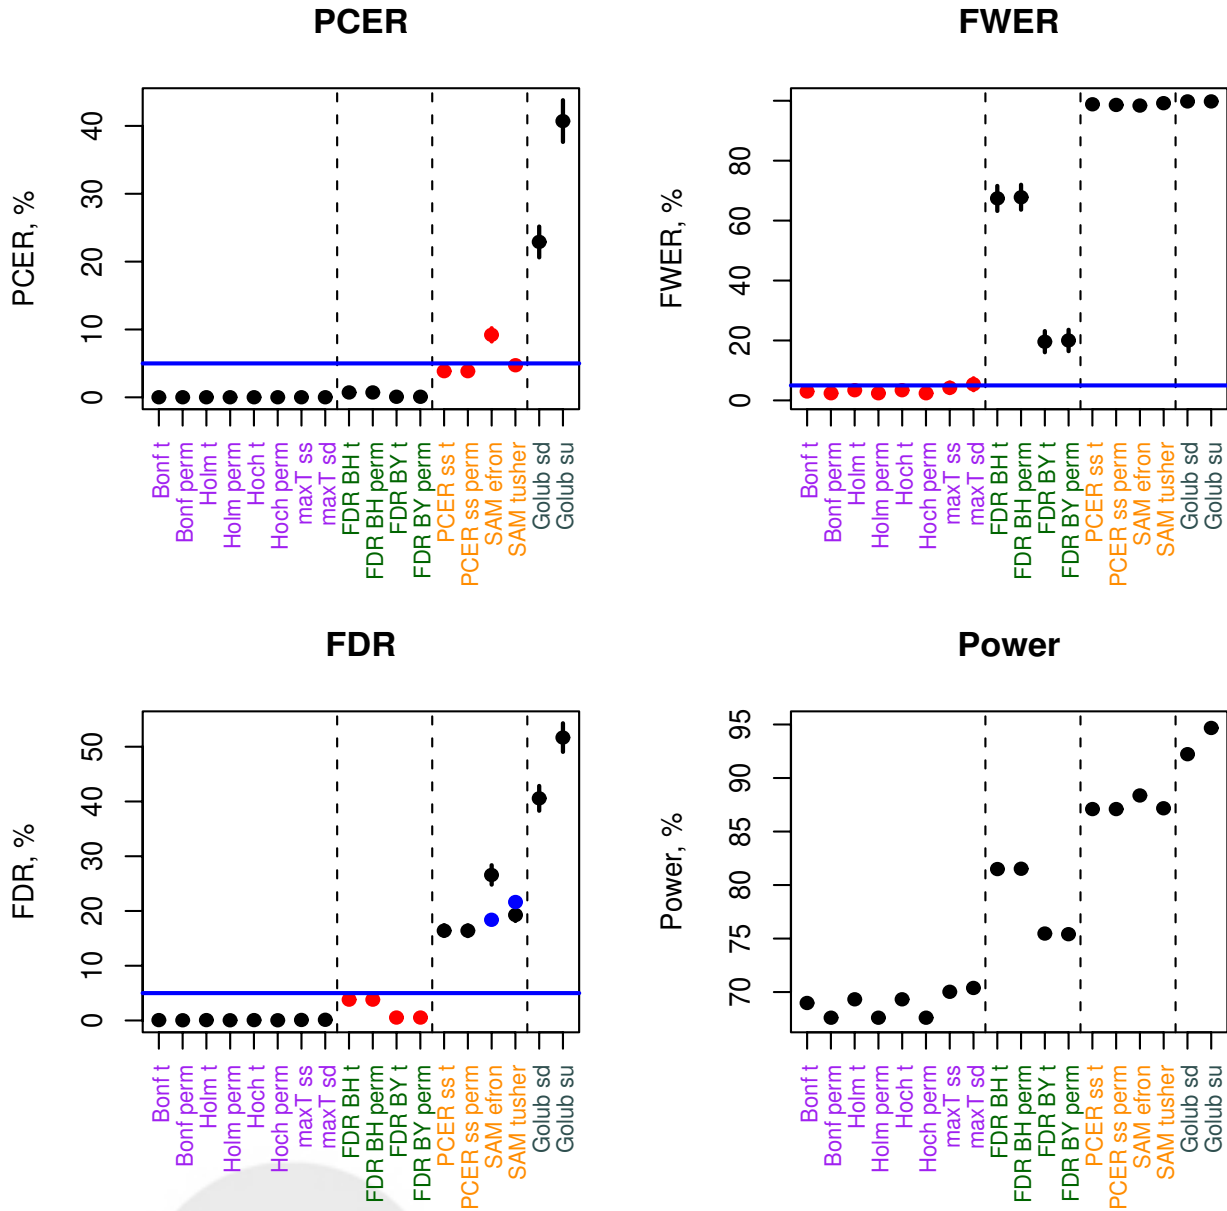 PCER
PCER, %
0
10
20
30
40
Bonf t
Bonf perm
Holm t
Holm perm
Hoch t
Hoch perm
maxT ss
maxT sd
FDR BH t
FDR BH perm
FDR BY t
FDR BY perm
PCER ss t
PCER ss perm
SAM efron
SAM tusher
Golub sd
Golub su
FWER
FWER, %
0
20
40
60
80
Bonf t
Bonf perm
Holm t
Holm perm
Hoch t
Hoch perm
maxT ss
maxT sd
FDR BH t
FDR BH perm
FDR BY t
FDR BY perm
PCER ss t
PCER ss perm
SAM efron
SAM tusher
Golub sd
Golub su
FDR
FDR, %
0
10
20
30
40
50
Bonf t
Bonf perm
Holm t
Holm perm
Hoch t
Hoch perm
maxT ss
maxT sd
FDR BH t
FDR BH perm
FDR BY t
FDR BY perm
PCER ss t
PCER ss perm
SAM efron
SAM tusher
Golub sd
Golub su
Power
Power, %
70
75
80
85
90
95
Bonf t
Bonf perm
Holm t
Holm perm
Hoch t
Hoch perm
maxT ss
maxT sd
FDR BH t
FDR BH perm
FDR BY t
FDR BY perm
PCER ss t
PCER ss perm
SAM efron
SAM tusher
Golub sd
Golub su